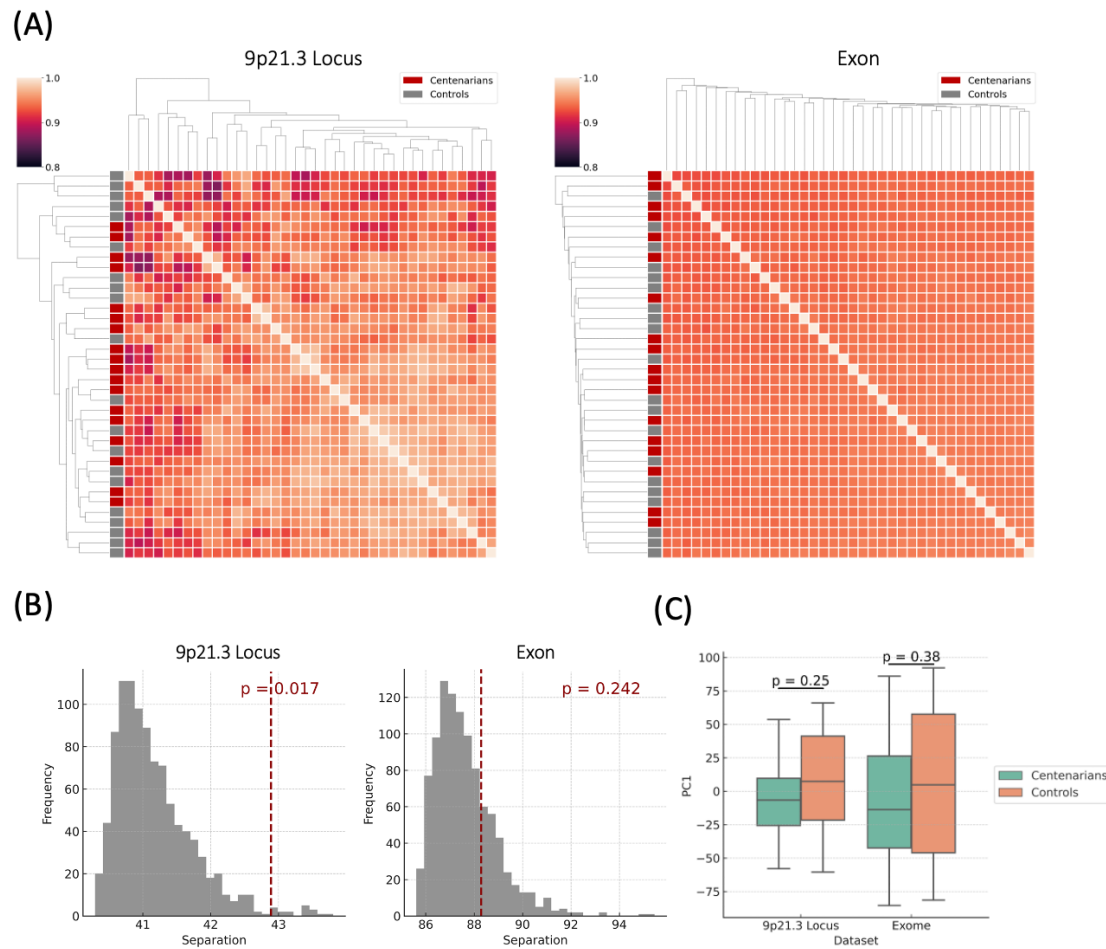 (A)
9p21.3 Locus
Exon
1.0
0.9
0.8
Centenarians
Controls
1.0
0.9
0.8
Centenarians
Controls
(B)
(C)
9p21.3 Locus
p = 0.017
Frequency
100
80
60
40
20
0
41
42
43
Separation
Exon
p = 0.242
Frequency
120
100
80
60
40
20
0
86
88
90
92
94
Separation
100
75
50
25
0
−25
−50
−75
PC1
p = 0.25
p = 0.38
9p21.3 Locus
Exome
Dataset
Centenarians
Controls